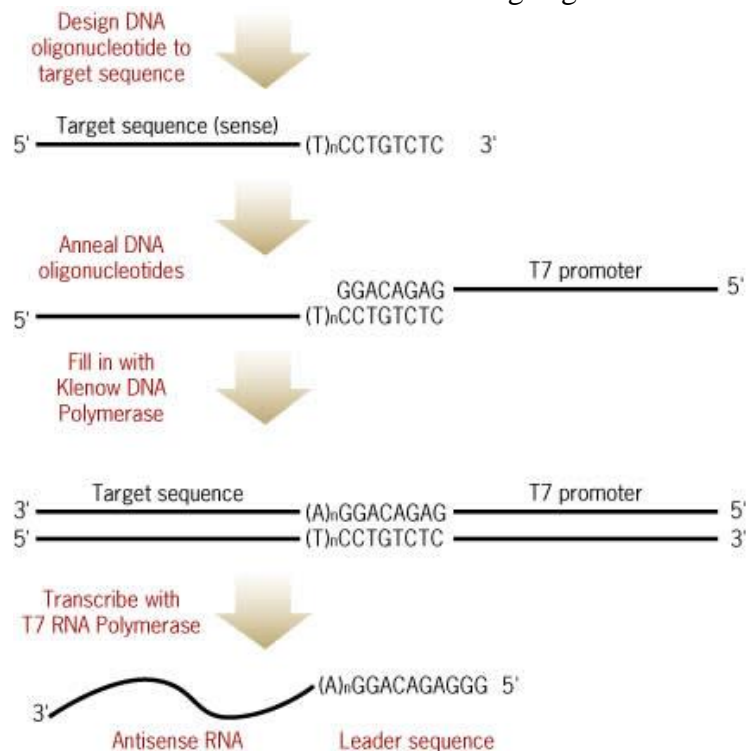 Design DNA
oligonucleotide to
target sequence
Target sequence (sense)
5' (T)nCCTGTCTC 3'
Anneal DNA
oligonucleotides
T7 promoter
GGACAGAG 5'
5' (T)nCCTGTCTC
Fill in with
Klenow DNA
Polymerase
Target sequence T7 promoter
3' (A)nGGACAGAG 5'
5' (T)nCCTGTCTC 3'
Transcribe with
T7 RNA Polymerase
(A)nGGACAGAGGG 5'
3'
Antisense RNA Leader sequence